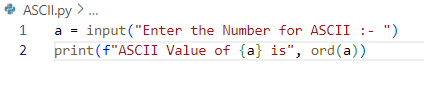 ASCII.py > ...
1 a = input("Enter the Number for ASCII :- ")
2 print(f"ASCII Value of {a} is", ord(a))